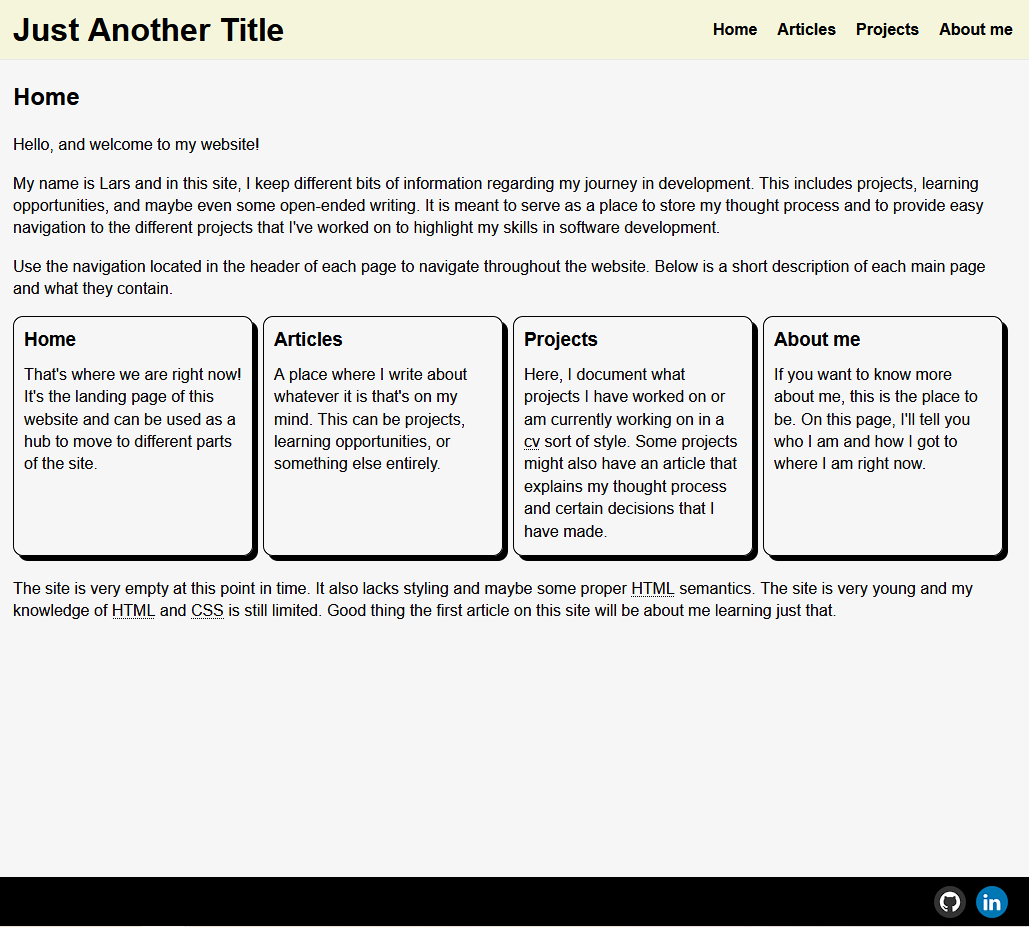 Just Another Title
Home Articles Projects About me
Home
Hello, and welcome to my website!
My name is Lars and in this site, I keep different bits of information regarding my journey in development. This includes projects, learning
opportunities, and maybe even some open-ended writing. It is meant to serve as a place to store my thought process and to provide easy
navigation to the different projects that I've worked on to highlight my skills in software development.
Use the navigation located in the header of each page to navigate throughout the website. Below is a short description of each main page
and what they contain.
Home
That's where we are right now!
It's the landing page of this
website and can be used as a
hub to move to different parts
of the site.
Articles
A place where I write about
whatever it is that's on my
mind. This can be projects,
learning opportunities, or
something else entirely.
Projects
Here, I document what
projects I have worked on or
am currently working on in a
cv sort of style. Some projects
might also have an article that
explains my thought process
and certain decisions that I
have made.
About me
If you want to know more
about me, this is the place to
be. On this page, I'll tell you
who I am and how I got to
where I am right now.
The site is very empty at this point in time. It also lacks styling and maybe some proper HTML semantics. The site is very young and my
knowledge of HTML and CSS is still limited. Good thing the first article on this site will be about me learning just that.
in